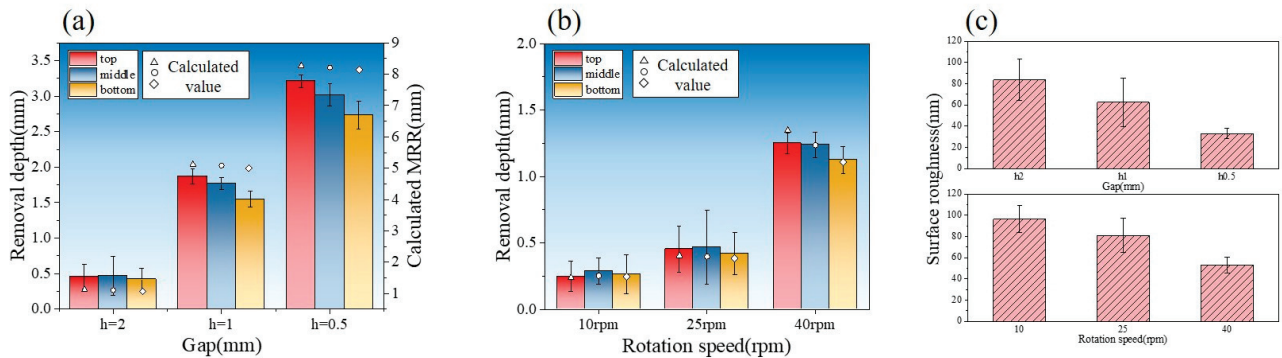 (a)
Removal depth(mm)
3.5
3.0
2.5
2.0
1.5
1.0
0.5
0.0
top
middle
bottom
Calculated
value
9
8
7
6
5
4
3
2
1
Calculated MRR(mm)
h=2
h=1
h=0.5
Gap(mm)
(b)
Removal depth(mm)
2.0
1.5
1.0
0.5
0.0
top
middle
bottom
Calculated
value
10rpm
25rpm
40rpm
Rotation speed(rpm)
(c)
Surface roughness(nm)
120
100
80
60
40
20
0
h2
h1
h0.5
Gap(mm)
120
100
80
60
40
20
0
10
25
40
Rotation speed(rpm)